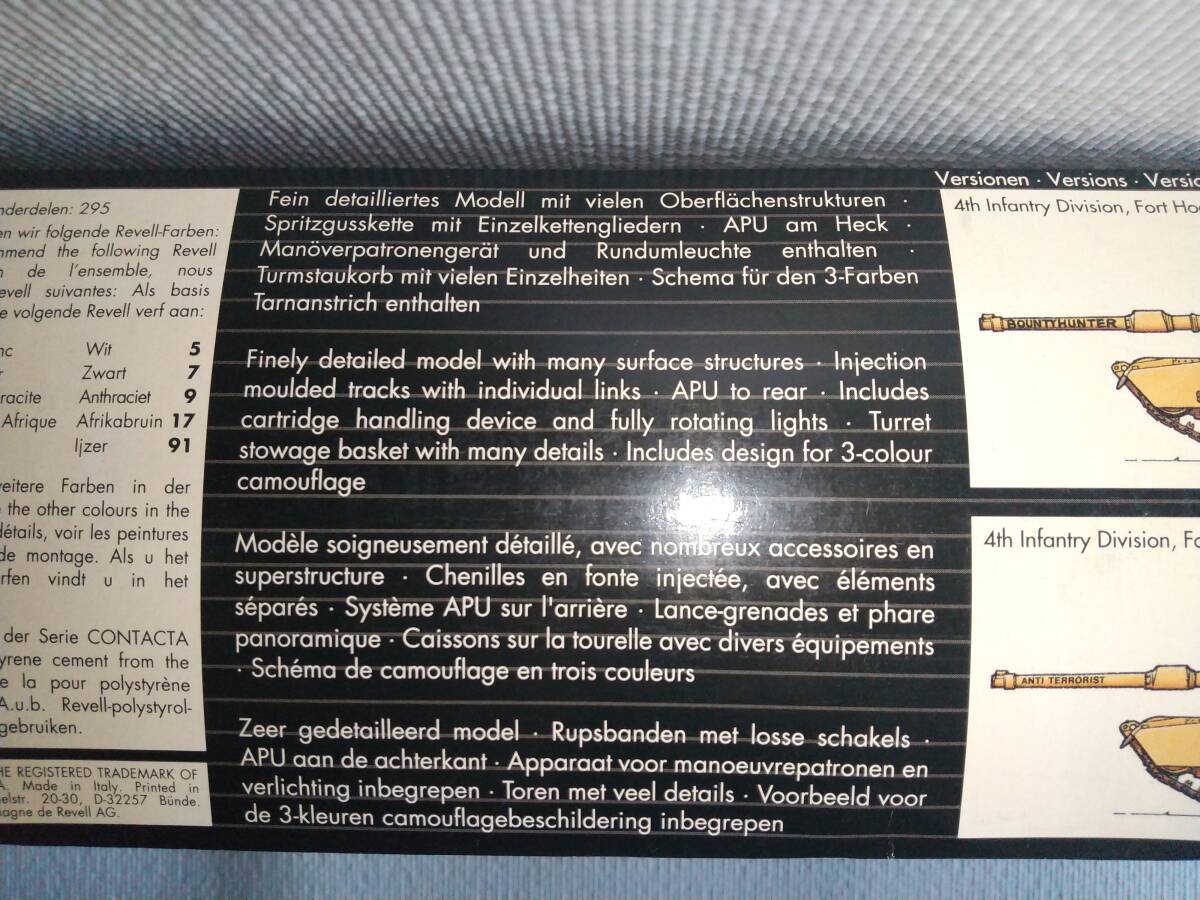 nderdelen: 295
en wir folgende Revell-Farben:
mmend the following Revell
de l'ensemble, nous
evell suivantes: Als basis
e volgende Revell verf aan:
nc Wit 5
r Zwart 7
racite Anthraciet 9
Afrique Afrikabruin 17
Ijzer 91
veitere Farben in der
the other colours in the
détails, voir les peintures
de montage. Als u het
rfen vindt u in het
der Serie CONTACTA
yrene cement from the
e la pour polystyrène
A.u.b. Revell-polystyrol-
gebruiken.
HE REGISTERED TRADEMARK OF
A. Made in Italy. Printed in
elstr. 20-30, D-32257 Bünde.
magne de Revell AG.
Fein detailliertes Modell mit vielen Oberflächenstrukturen ·
Spritzgusskette mit Einzelkettengliedern · APU am Heck ·
Manöverpatronengerät und Rundumleuchte enthalten ·
Turmstaukorb mit vielen Einzelheiten · Schema für den 3-Farben
Tarnanstrich enthalten
Finely detailed model with many surface structures · Injection
moulded tracks with individual links · APU to rear · Includes
cartridge handling device and fully rotating lights · Turret
stowage basket with many details · Includes design for 3-colour
camouflage
Modèle soigneusement détaillé, avec nombreux accessoires en
superstructure · Chenilles en fonte injectée, avec éléments
séparés · Système APU sur l'arrière · Lance-grenades et phare
panoramique · Caissons sur la tourelle avec divers équipements
· Schéma de camouflage en trois couleurs
Zeer gedetailleerd model · Rupsbanden met losse schakels ·
APU aan de achterkant · Apparaat voor manoeuvrepatronen en
verlichting inbegrepen · Toren met veel details · Voorbeeld voor
de 3-kleuren camouflagebeschildering inbegrepen
Versionen · Versions · Versio
4th Infantry Division, Fort Hoo
BOUNTYHUNTER
4th Infantry Division, Fo
ANTI TERRORIST